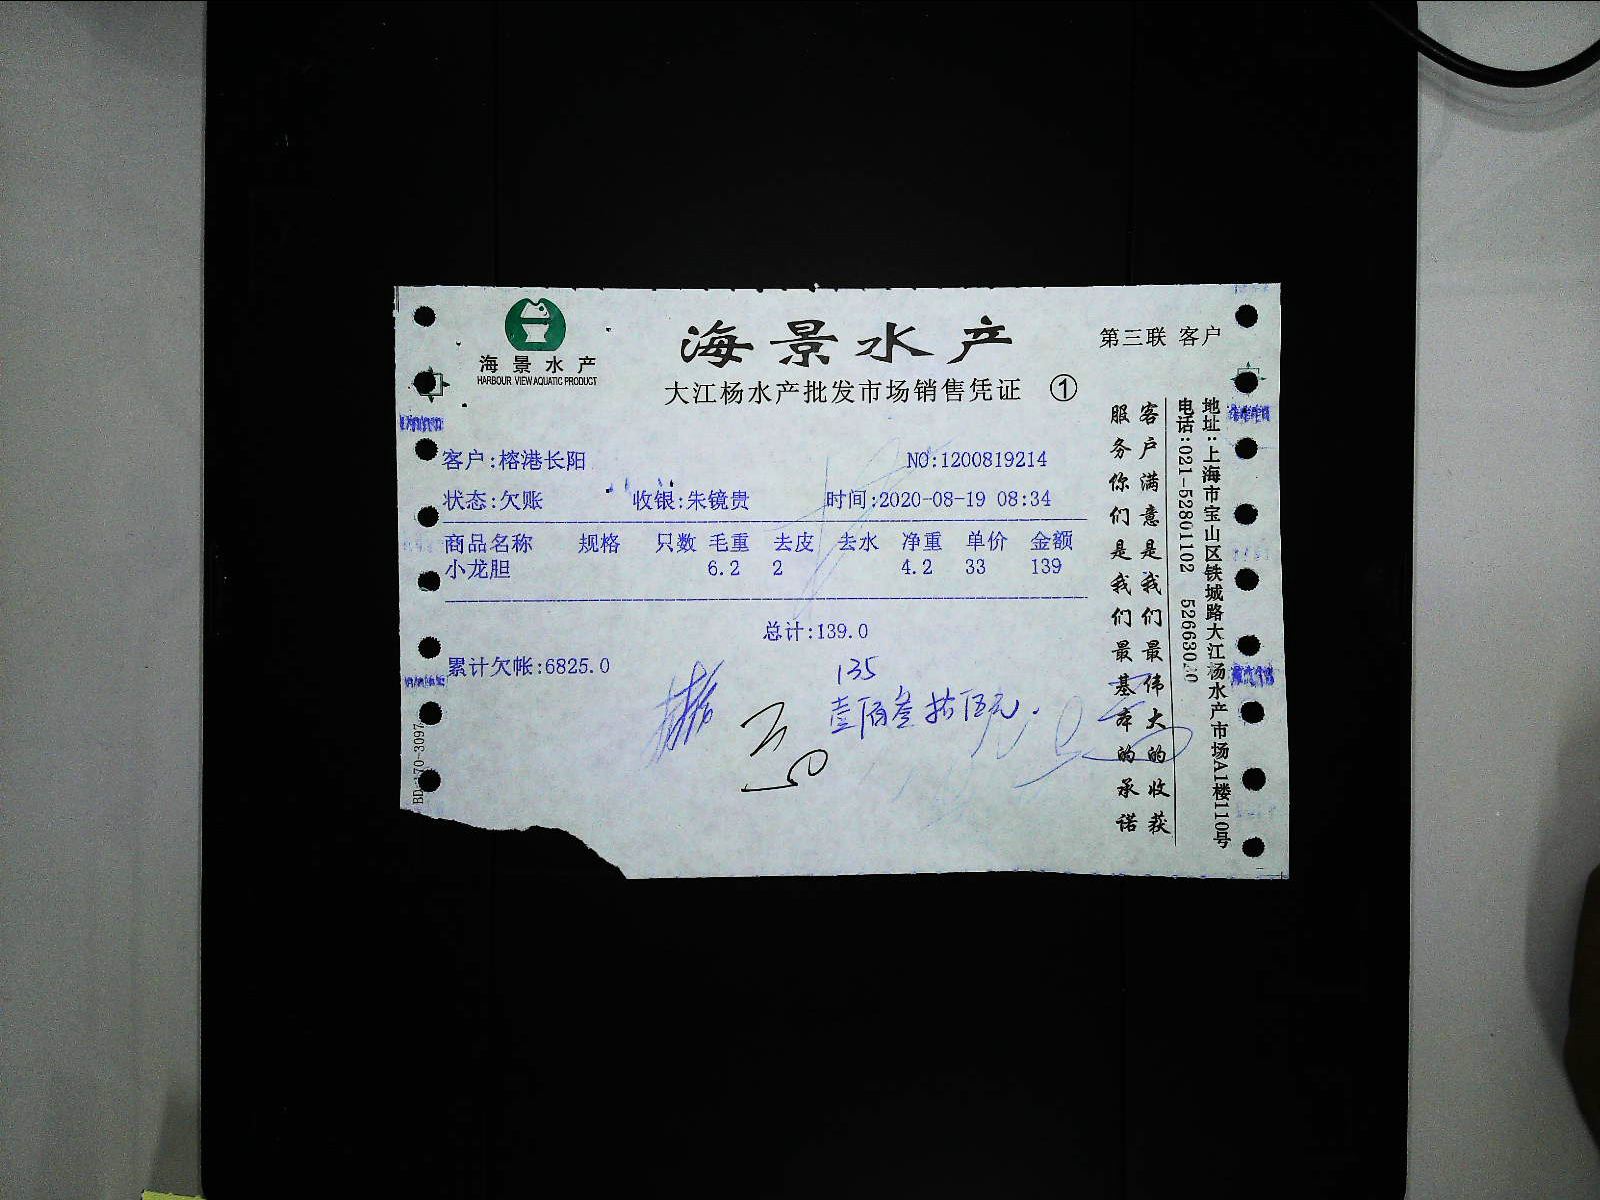 海景水产
HARBOUR VIEW AQUATIC PRODUCT
海景水产
大江杨水产批发市场销售凭证 ①
第三联 客户
客户:榕港长阳 NO:1200819214
状态:欠账 收银:朱镜贵 时间:2020-08-19 08:34
商品名称 规格 只数 毛重 去皮 去水 净重 单价 金额
小龙胆 6.2 2 4.2 33 139
总计:139.0
累计欠帐:6825.0
135
壹佰叁拾伍元.
客户满意是我们最伟大的收获
服务你们是我们最基本的承诺
地址:上海市宝山区铁城路大江杨水产市场A1楼110号
电话:021-52801102